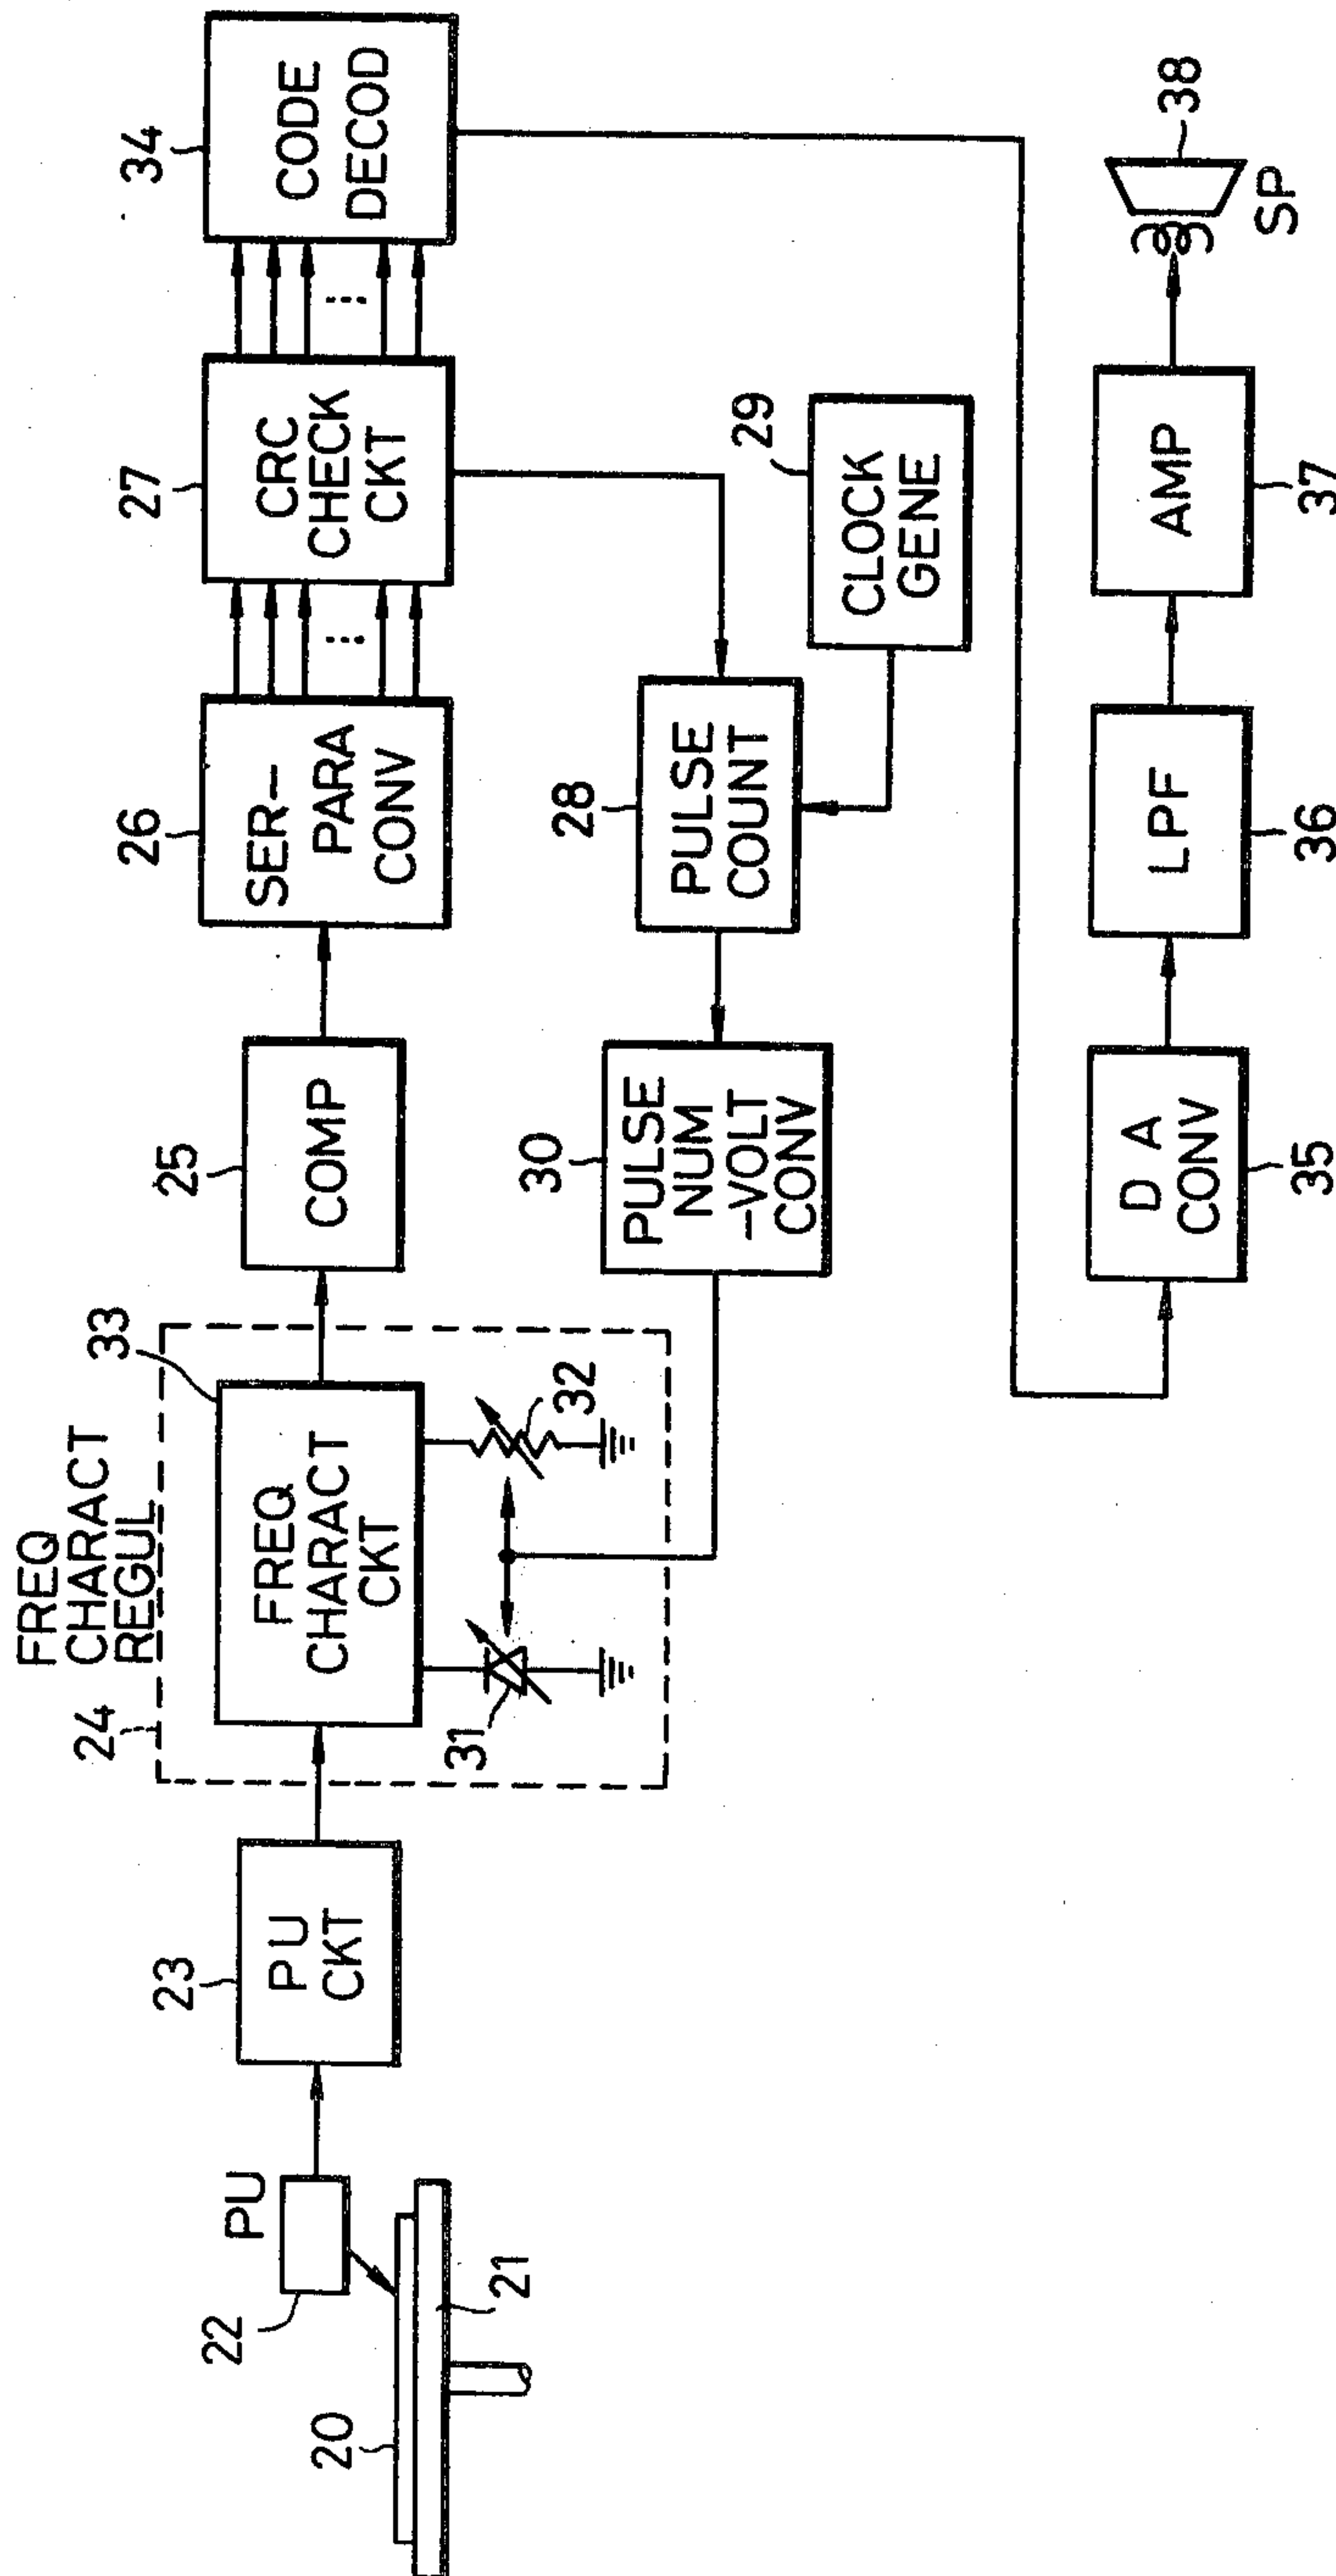 FREQ
CHARACT
REGUL
20
21
22
PU
23
PU
CKT
24
33
FREQ
CHARACT
CKT
31
32
25
COMP
26
SER-
PARA
CONV
27
CRC
CHECK
CKT
34
CODE
DECOD
30
PULSE
NUM
-VOLT
CONV
28
PULSE
COUNT
29
CLOCK
GENE
D A
CONV
35
LPF
36
AMP
37
38
SP